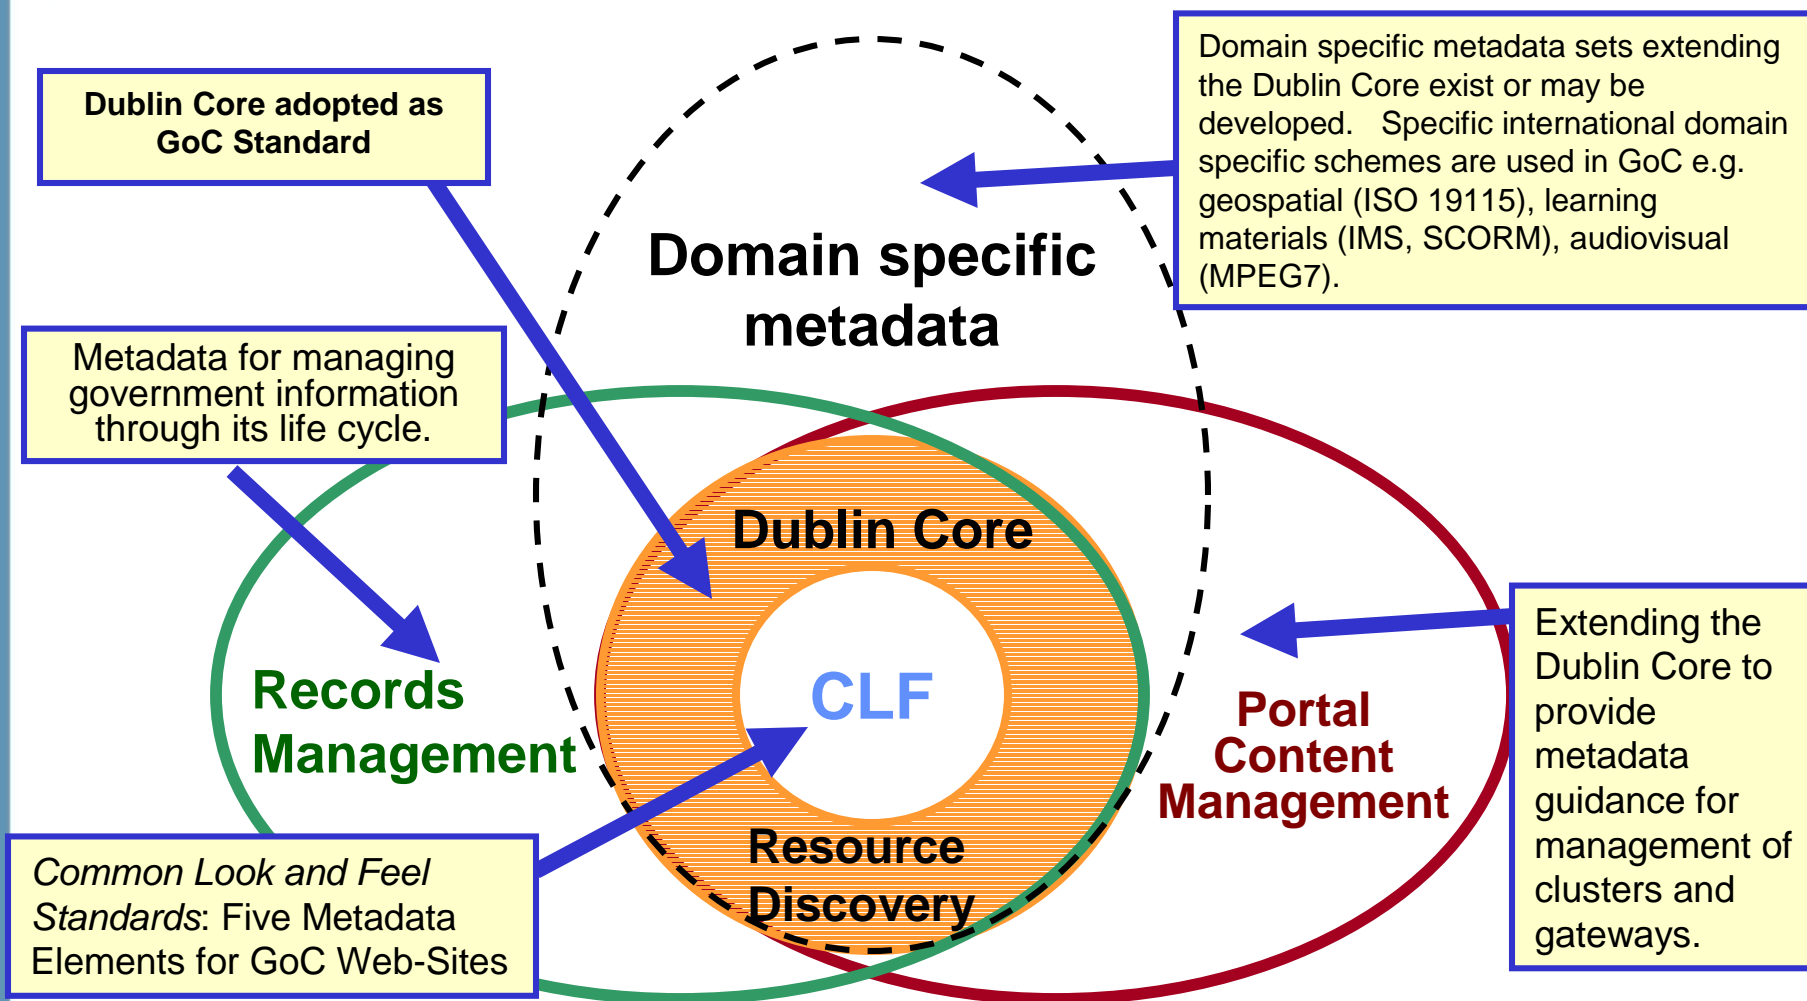 Dublin Core adopted as
GoC Standard
Domain specific metadata sets extending
the Dublin Core exist or may be
developed.   Specific international domain
specific schemes are used in GoC e.g.
geospatial (ISO 19115), learning
materials (IMS, SCORM), audiovisual
(MPEG7).
Domain specific
metadata
Metadata for managing
government information
through its life cycle.
Dublin Core
CLF
Records
Management
Portal
Content
Management
Extending the
Dublin Core to
provide
metadata
guidance for
management of
clusters and
gateways.
Resource
Discovery
Common Look and Feel
Standards: Five Metadata
Elements for GoC Web-Sites